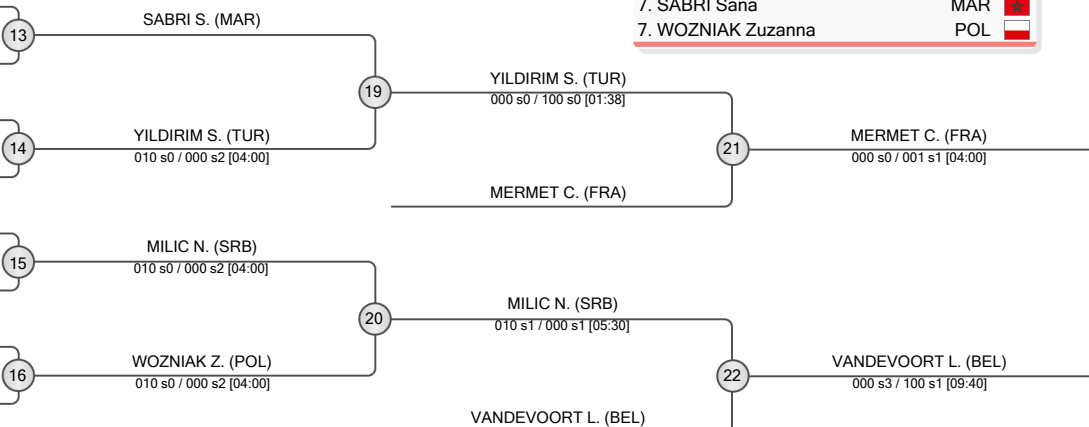 7. SABRI Sana MAR
7. WOZNIAK Zuzanna POL
SABRI S. (MAR)
13
19
YILDIRIM S. (TUR)
000 s0 / 100 s0 [01:38]
14
YILDIRIM S. (TUR)
010 s0 / 000 s2 [04:00]
21
MERMET C. (FRA)
000 s0 / 001 s1 [04:00]
MERMET C. (FRA)
15
MILIC N. (SRB)
010 s0 / 000 s2 [04:00]
20
MILIC N. (SRB)
010 s1 / 000 s1 [05:30]
16
WOZNIAK Z. (POL)
010 s0 / 000 s2 [04:00]
22
VANDEVOORT L. (BEL)
000 s3 / 100 s1 [09:40]
VANDEVOORT L. (BEL)